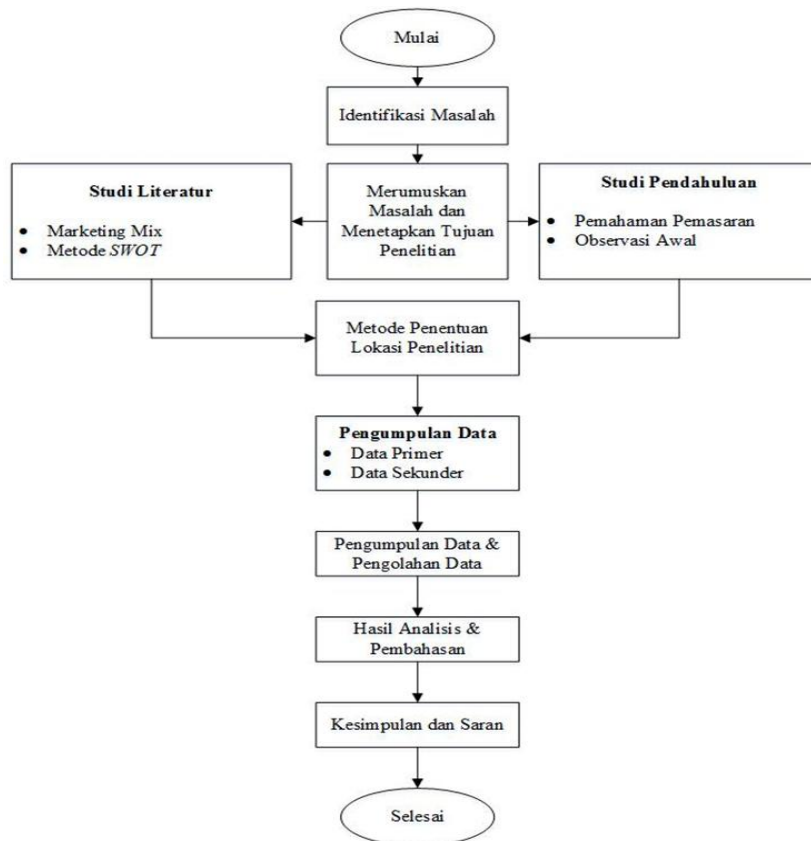 Mulai
Identifikasi Masalah
Studi Literatur
• Marketing Mix
• Metode SWOT
Merumuskan
Masalah dan
Menetapkan Tujuan
Penelitian
Studi Pendahuluan
• Pemahaman Pemasaran
• Observasi Awal
Metode Penentuan
Lokasi Penelitian
Pengumpulan Data
• Data Primer
• Data Sekunder
Pengumpulan Data &
Pengolahan Data
Hasil Analisis &
Pembahasan
Kesimpulan dan Saran
Selesai